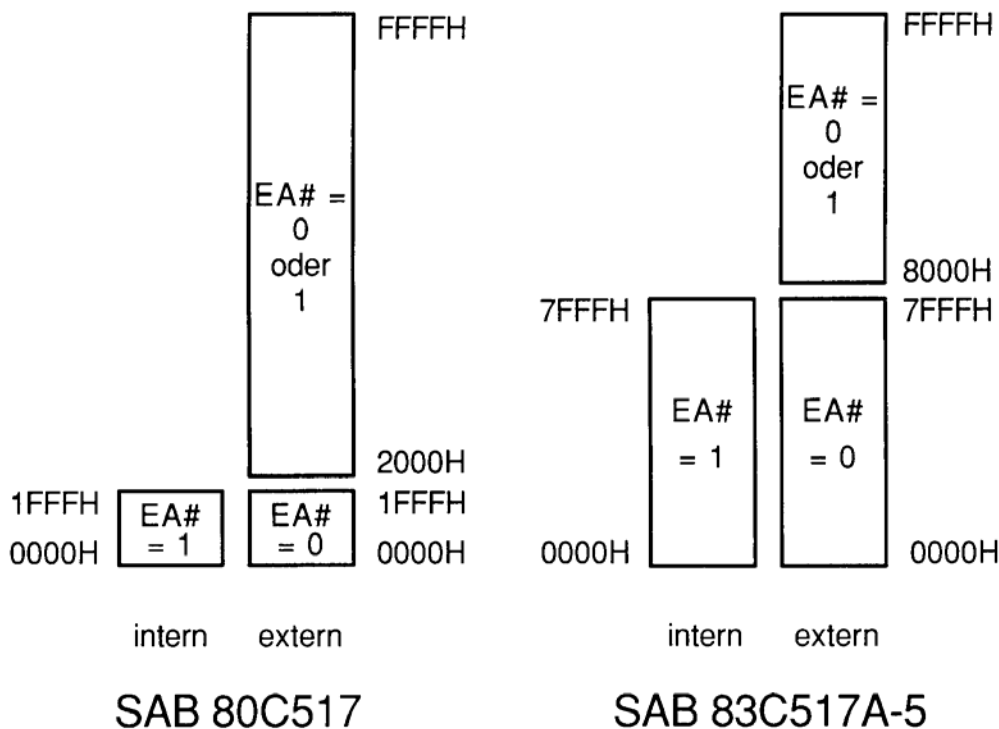 FFFFH
EA# =
0
oder
1
2000H
1FFFH
EA#
= 1
EA#
= 0
1FFFH
0000H
0000H
intern
extern
SAB 80C517
FFFFH
EA# =
0
oder
1
8000H
7FFFH
7FFFH
EA#
= 1
EA#
= 0
0000H
0000H
intern
extern
SAB 83C517A-5